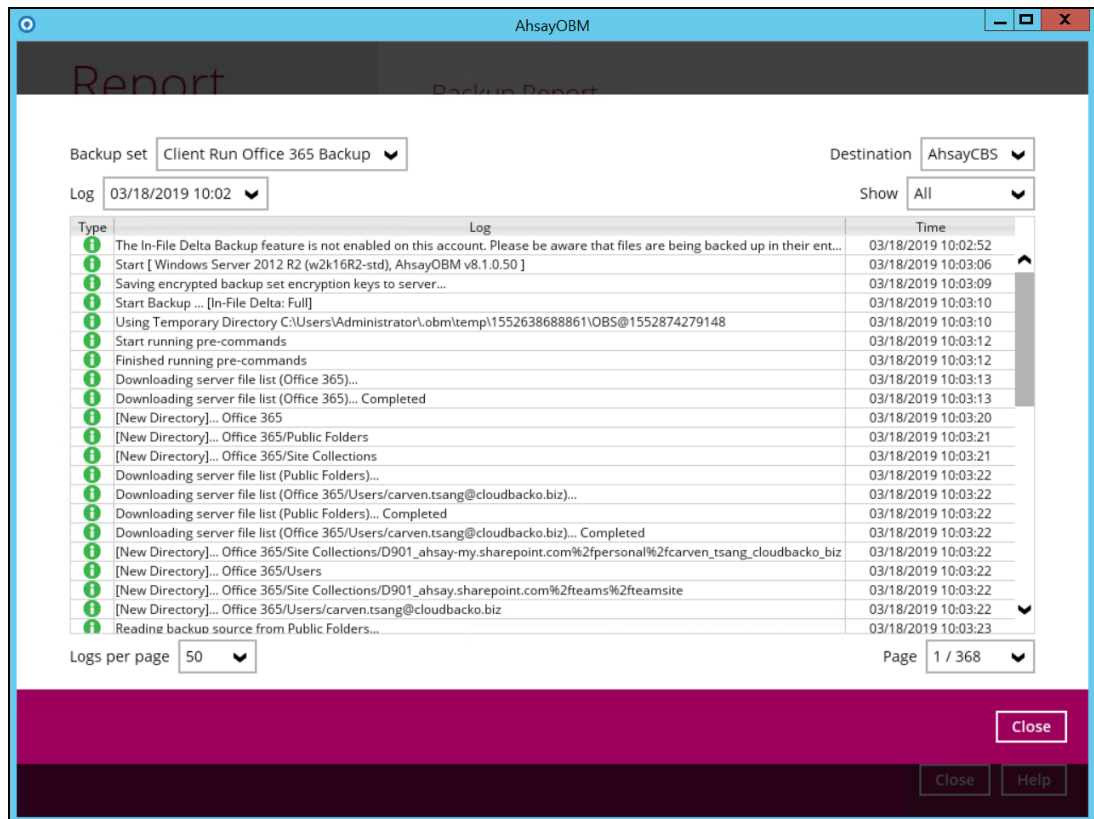 AhsayOBM
Report
Backup Report
Backup set Client Run Office 365 Backup Destination AhsayCBS
Log 03/18/2019 10:02 Show All
Type Log Time
The In-File Delta Backup feature is not enabled on this account. Please be aware that files are being backed up in their ent... 03/18/2019 10:02:52
Start [ Windows Server 2012 R2 (w2k16R2-std), AhsayOBM v8.1.0.50 ] 03/18/2019 10:03:06
Saving encrypted backup set encryption keys to server... 03/18/2019 10:03:09
Start Backup ... [In-File Delta: Full] 03/18/2019 10:03:10
Using Temporary Directory C:\Users\Administrator\.obm\temp\1552638688861\OBS@1552874279148 03/18/2019 10:03:10
Start running pre-commands 03/18/2019 10:03:12
Finished running pre-commands 03/18/2019 10:03:12
Downloading server file list (Office 365)... 03/18/2019 10:03:13
Downloading server file list (Office 365)... Completed 03/18/2019 10:03:13
[New Directory]... Office 365 03/18/2019 10:03:20
[New Directory]... Office 365/Public Folders 03/18/2019 10:03:21
[New Directory]... Office 365/Site Collections 03/18/2019 10:03:21
Downloading server file list (Public Folders)... 03/18/2019 10:03:22
Downloading server file list (Office 365/Users/carven.tsang@cloudbacko.biz)... 03/18/2019 10:03:22
Downloading server file list (Public Folders)... Completed 03/18/2019 10:03:22
Downloading server file list (Office 365/Users/carven.tsang@cloudbacko.biz)... Completed 03/18/2019 10:03:22
[New Directory]... Office 365/Site Collections/D901_ahsay-my.sharepoint.com%2fpersonal%2fcarven_tsang_cloudbacko_biz 03/18/2019 10:03:22
[New Directory]... Office 365/Users 03/18/2019 10:03:22
[New Directory]... Office 365/Site Collections/D901_ahsay.sharepoint.com%2fteams%2fteamsite 03/18/2019 10:03:22
[New Directory]... Office 365/Users/carven.tsang@cloudbacko.biz 03/18/2019 10:03:22
Reading backup source from Public Folders... 03/18/2019 10:03:23
Logs per page 50 Page 1 / 368
Close
Close Help